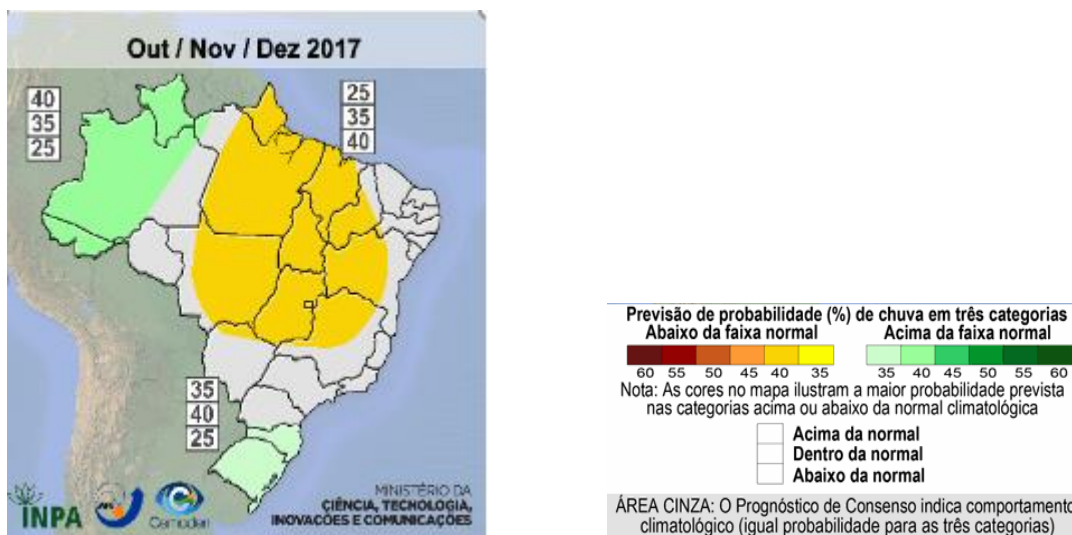 Out / Nov / Dez 2017
40
35
25
25
35
40
35
40
25
INPA
Cemaden
MINISTÉRIO DA
CIÊNCIA, TECNOLOGIA,
INOVAÇÕES E COMUNICAÇÕES
Previsão de probabilidade (%) de chuva em três categorias
Abaixo da faixa normal Acima da faixa normal
60 55 50 45 40 35 35 40 45 50 55 60
Nota: As cores no mapa ilustram a maior probabilidade prevista
nas categorias acima ou abaixo da normal climatológica
Acima da normal
Dentro da normal
Abaixo da normal
ÁREA CINZA: O Prognóstico de Consenso indica comportamento
climatológico (igual probabilidade para as três categorias)